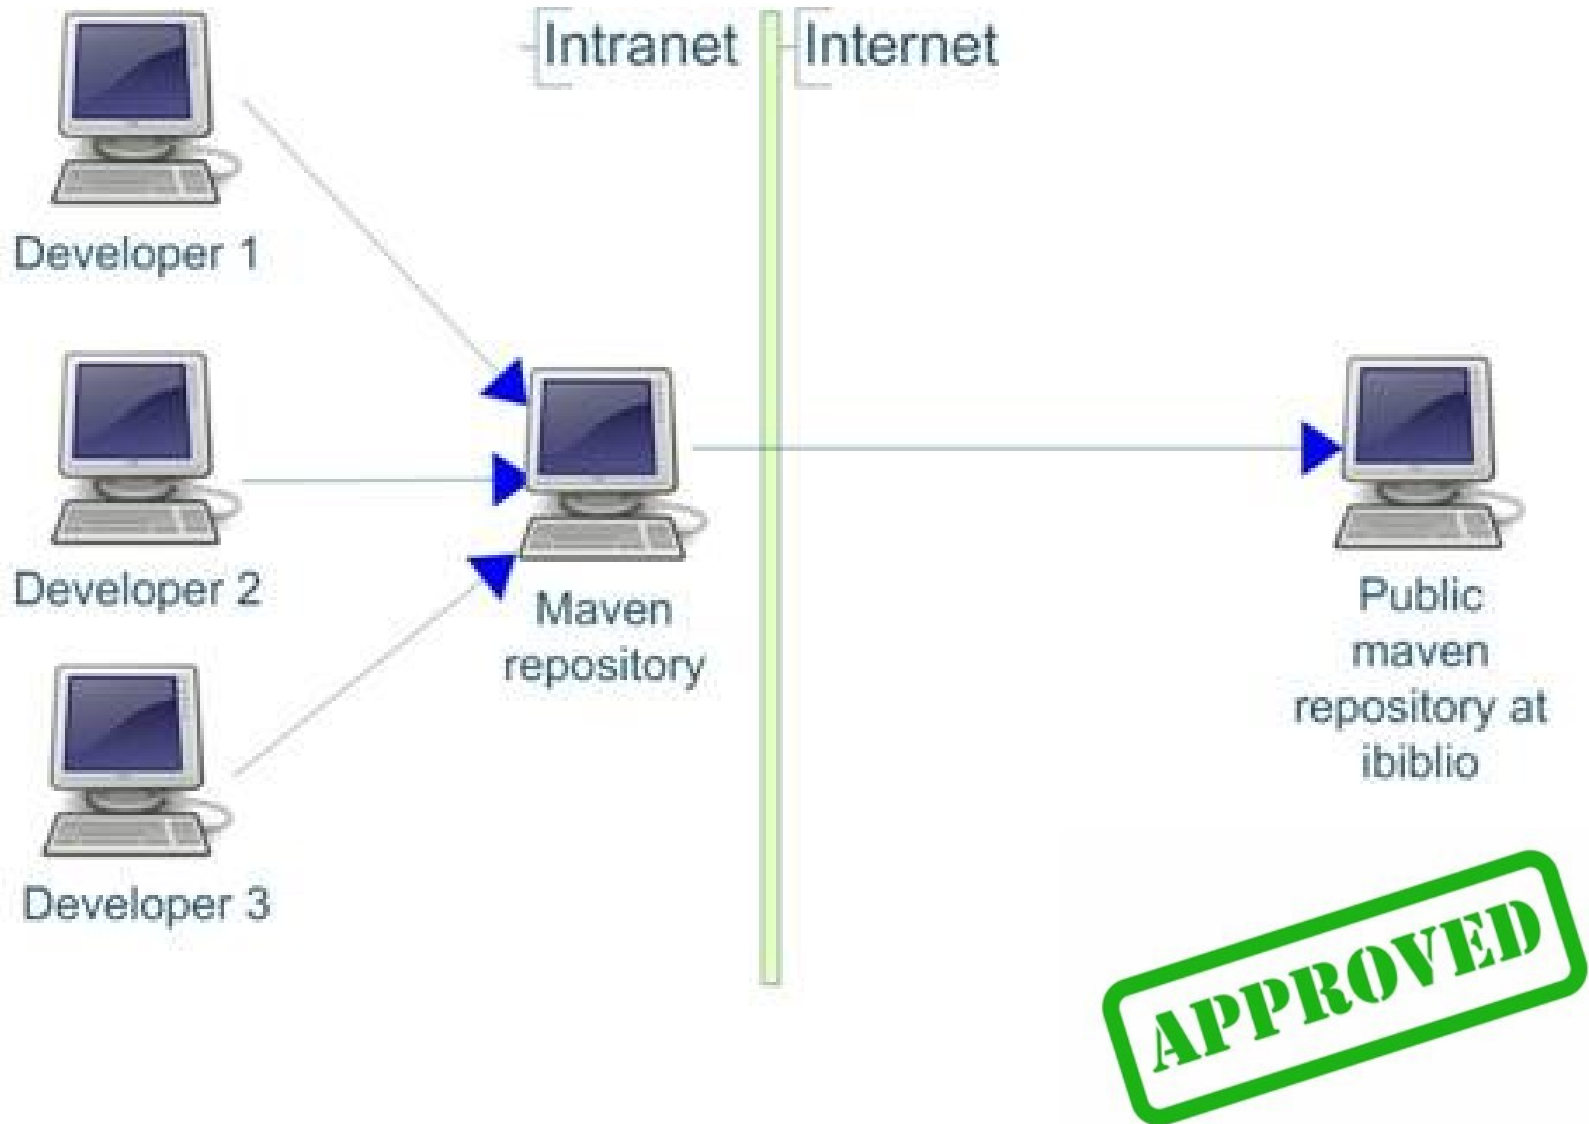 Intranet
Internet
Developer 1
Developer 2
Developer 3
Maven
repository
Public
maven
repository at
ibiblio
APPROVED